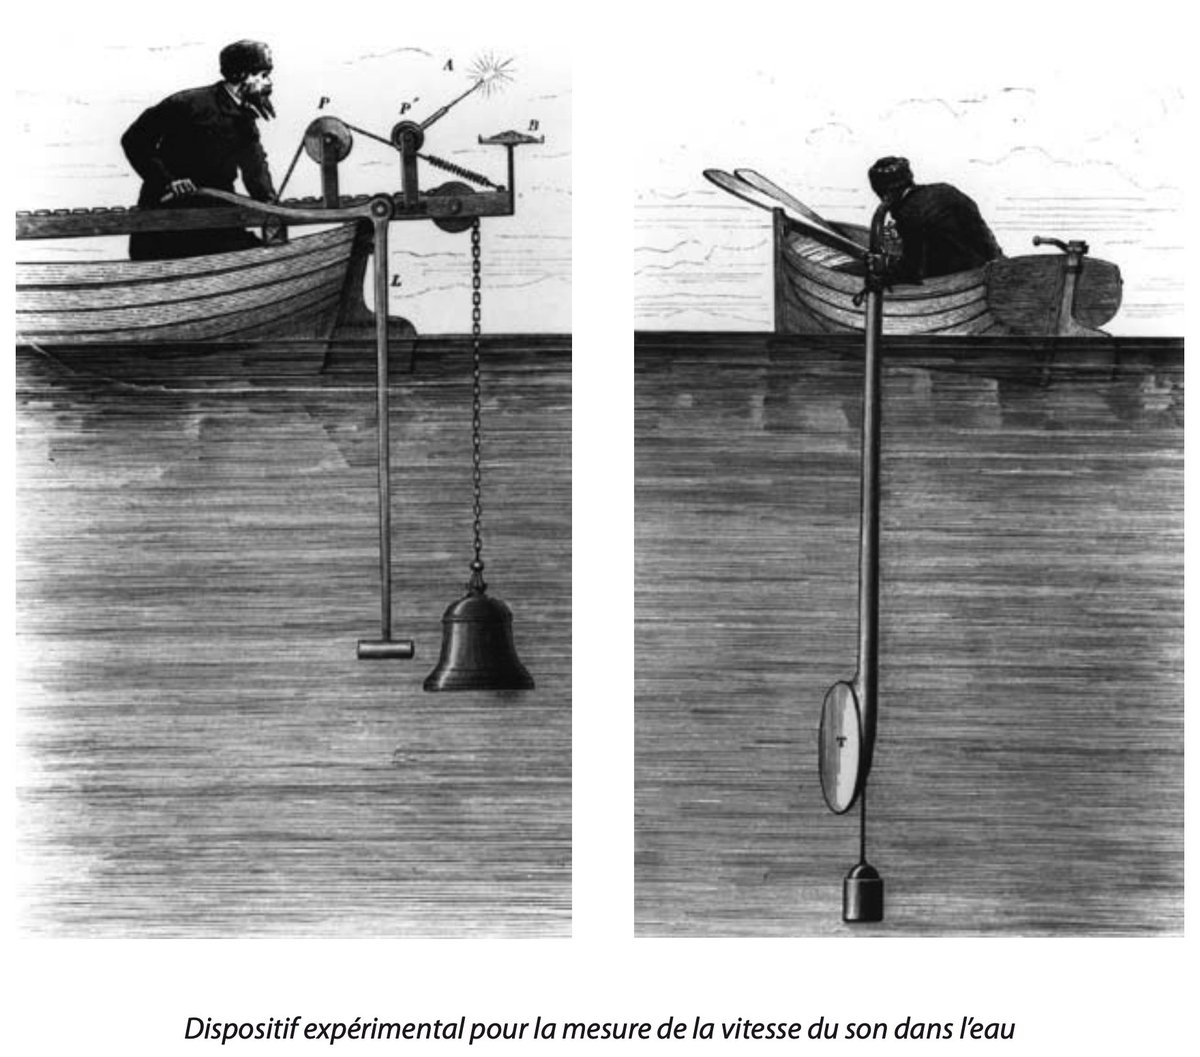 A
P
P'
B
L
T
Dispositif expérimental pour la mesure de la vitesse du son dans l'eau